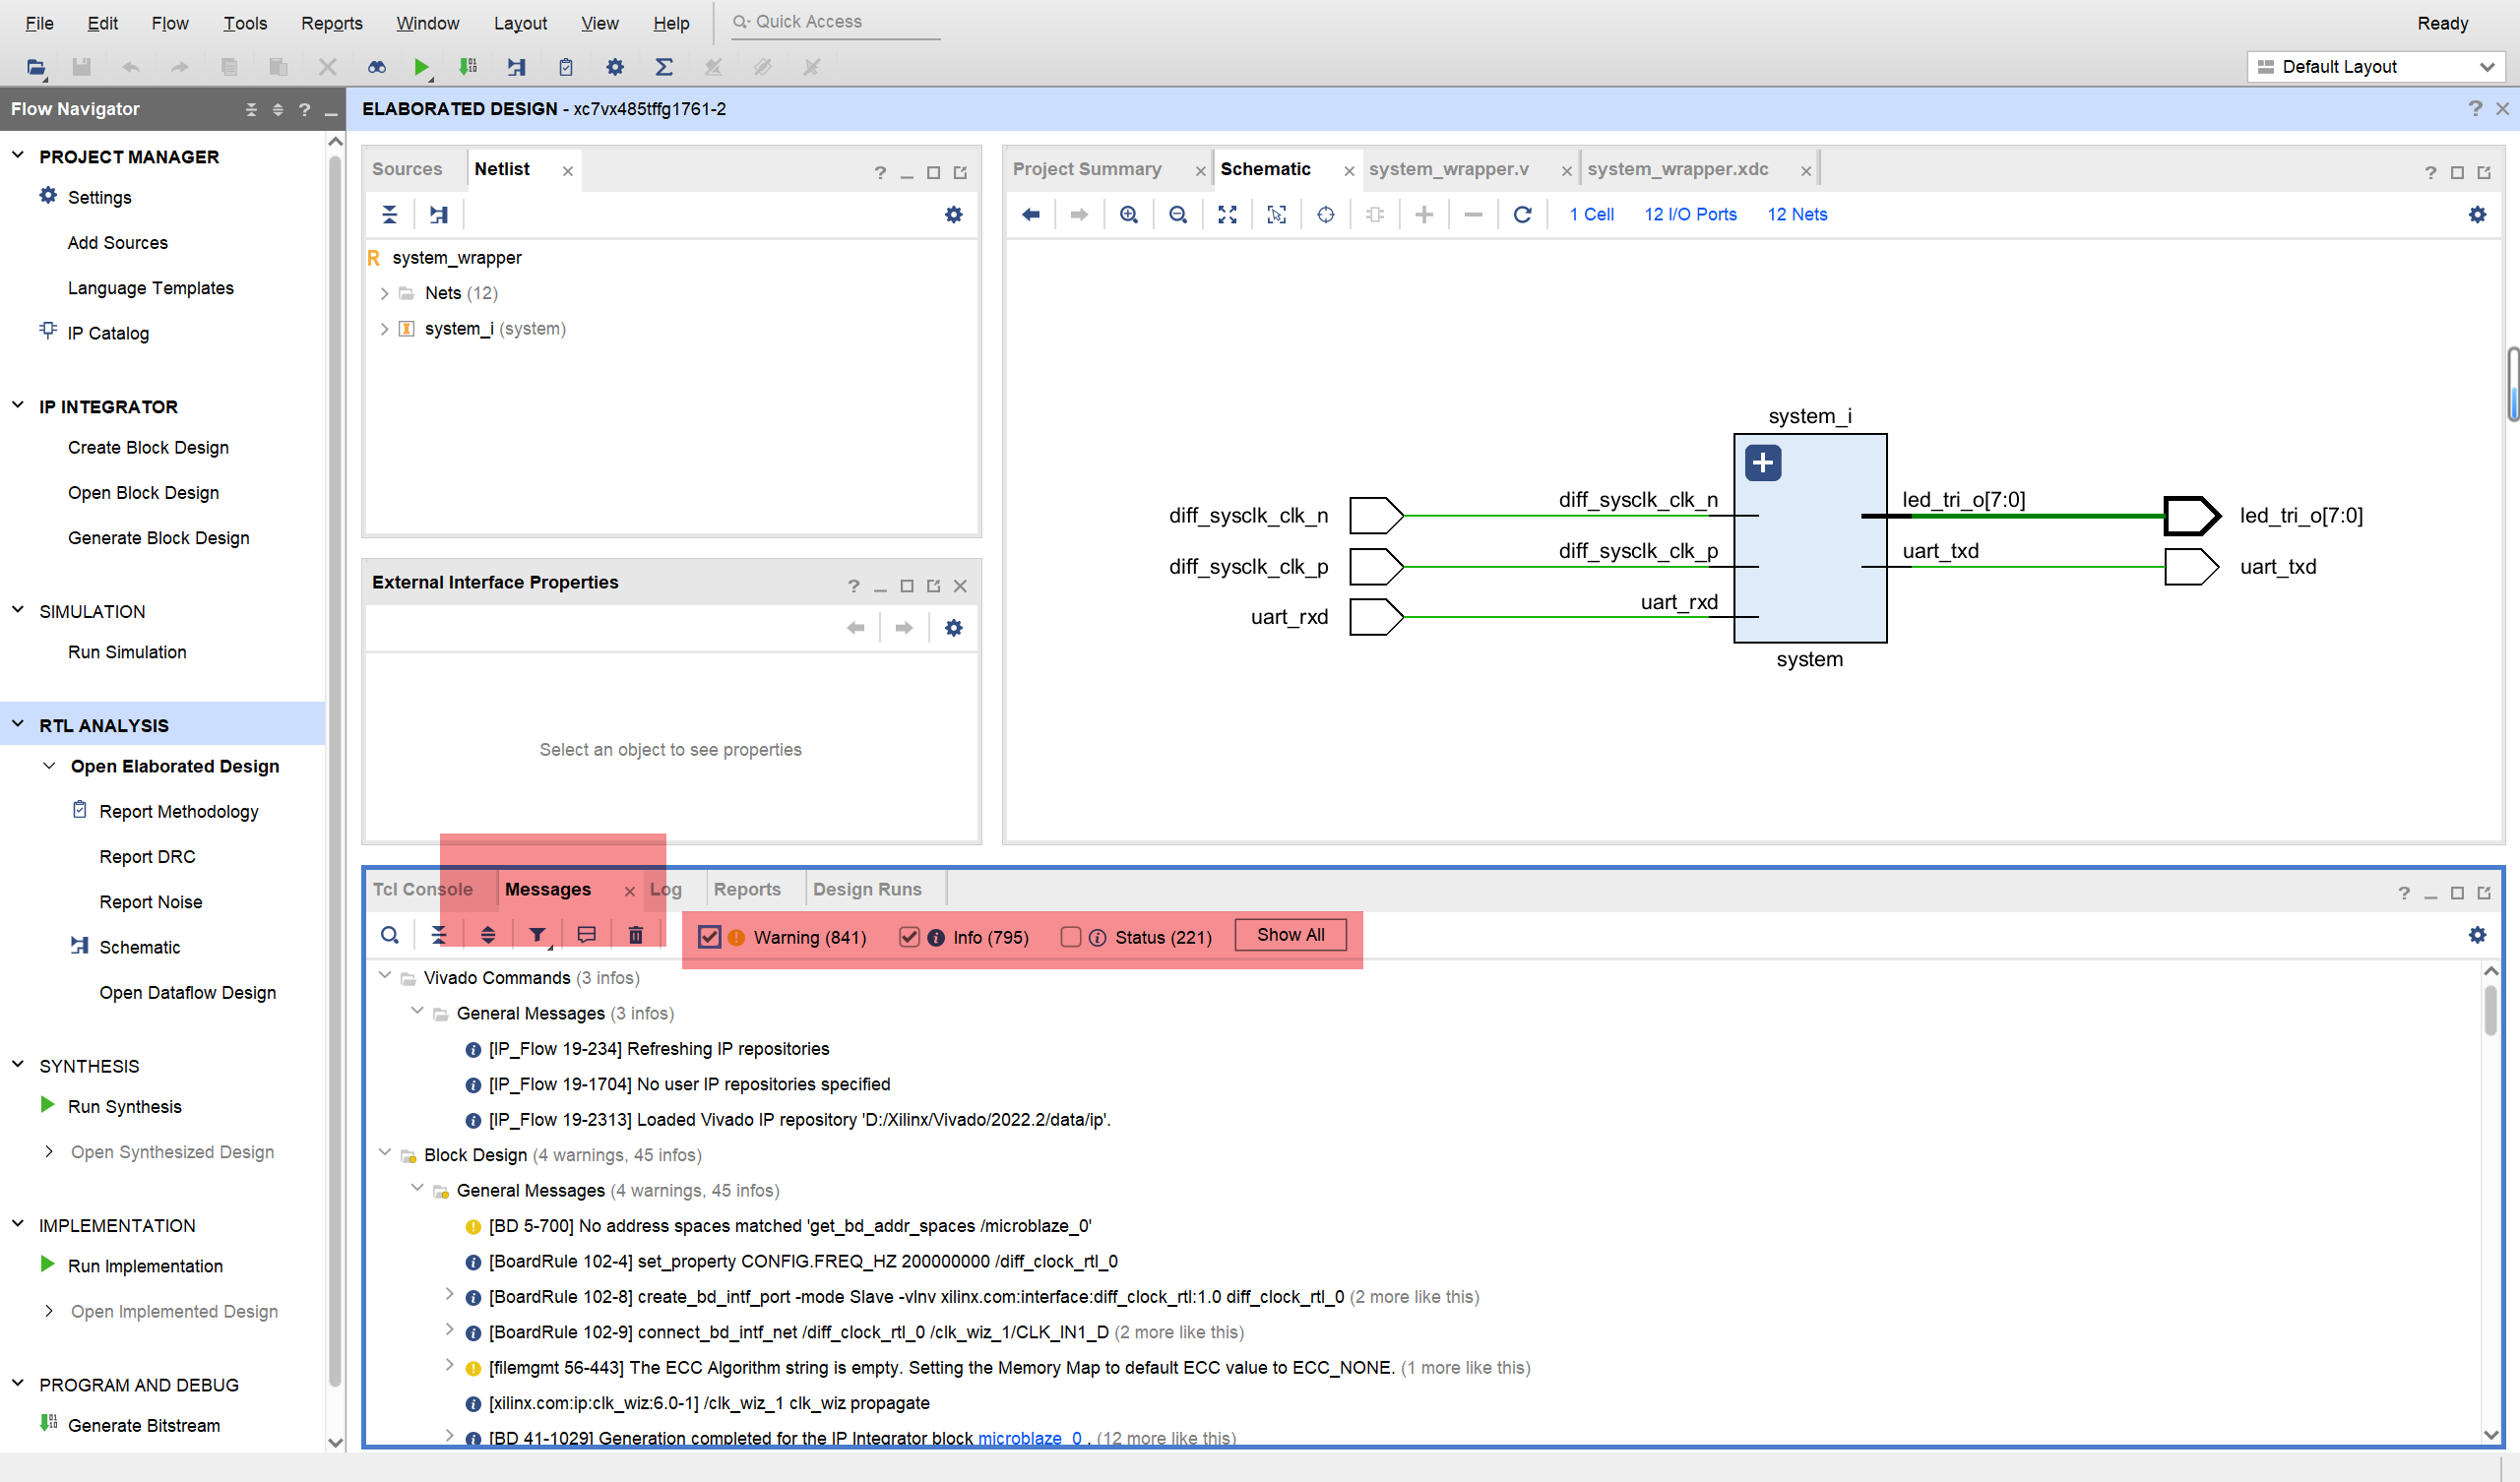 File Edit Flow Tools Reports Window Layout View Help Quick Access Ready
Default Layout
Flow Navigator
ELABORATED DESIGN - xc7vx485tffg1761-2
PROJECT MANAGER
Settings
Add Sources
Language Templates
IP Catalog
IP INTEGRATOR
Create Block Design
Open Block Design
Generate Block Design
SIMULATION
Run Simulation
RTL ANALYSIS
Open Elaborated Design
Report Methodology
Report DRC
Report Noise
Schematic
Open Dataflow Design
SYNTHESIS
Run Synthesis
Open Synthesized Design
IMPLEMENTATION
Run Implementation
Open Implemented Design
PROGRAM AND DEBUG
Generate Bitstream
Sources Netlist
system_wrapper
Nets (12)
system_i (system)
External Interface Properties
Select an object to see properties
Project Summary Schematic system_wrapper.v system_wrapper.xdc
1 Cell 12 I/O Ports 12 Nets
system_i
diff_sysclk_clk_n diff_sysclk_clk_n led_tri_o[7:0] led_tri_o[7:0]
diff_sysclk_clk_p diff_sysclk_clk_p uart_txd uart_txd
uart_rxd uart_rxd
system
Tcl Console Messages Log Reports Design Runs
Warning (841) Info (795) Status (221) Show All
Vivado Commands (3 infos)
General Messages (3 infos)
[IP_Flow 19-234] Refreshing IP repositories
[IP_Flow 19-1704] No user IP repositories specified
[IP_Flow 19-2313] Loaded Vivado IP repository 'D:/Xilinx/Vivado/2022.2/data/ip'.
Block Design (4 warnings, 45 infos)
General Messages (4 warnings, 45 infos)
[BD 5-700] No address spaces matched 'get_bd_addr_spaces /microblaze_0'
[BoardRule 102-4] set_property CONFIG.FREQ_HZ 200000000 /diff_clock_rtl_0
[BoardRule 102-8] create_bd_intf_port -mode Slave -vlnv xilinx.com:interface:diff_clock_rtl:1.0 diff_clock_rtl_0 (2 more like this)
[BoardRule 102-9] connect_bd_intf_net /diff_clock_rtl_0 /clk_wiz_1/CLK_IN1_D (2 more like this)
[filemgmt 56-443] The ECC Algorithm string is empty. Setting the Memory Map to default ECC value to ECC_NONE. (1 more like this)
[xilinx.com:ip:clk_wiz:6.0-1] /clk_wiz_1 clk_wiz propagate
[BD 41-1029] Generation completed for the IP Integrator block microblaze_0 . (12 more like this)